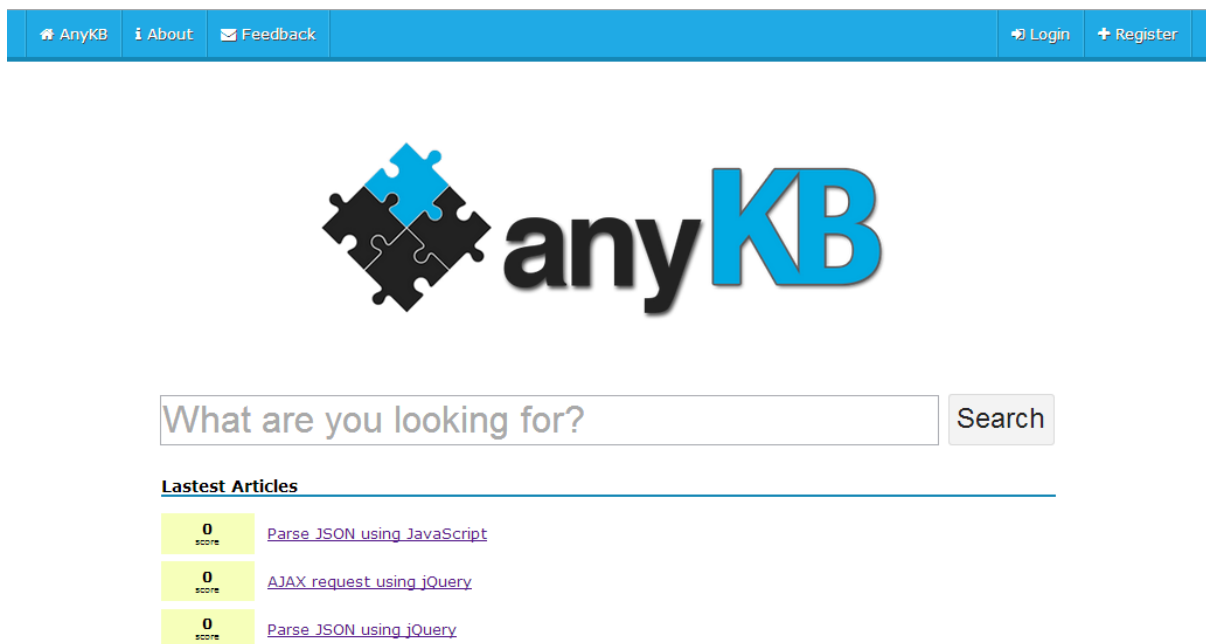 AnyKB About Feedback Login Register
anyKB
What are you looking for? Search
Lastest Articles
0
score
Parse JSON using JavaScript
0
score
AJAX request using jQuery
0
score
Parse JSON using jQuery